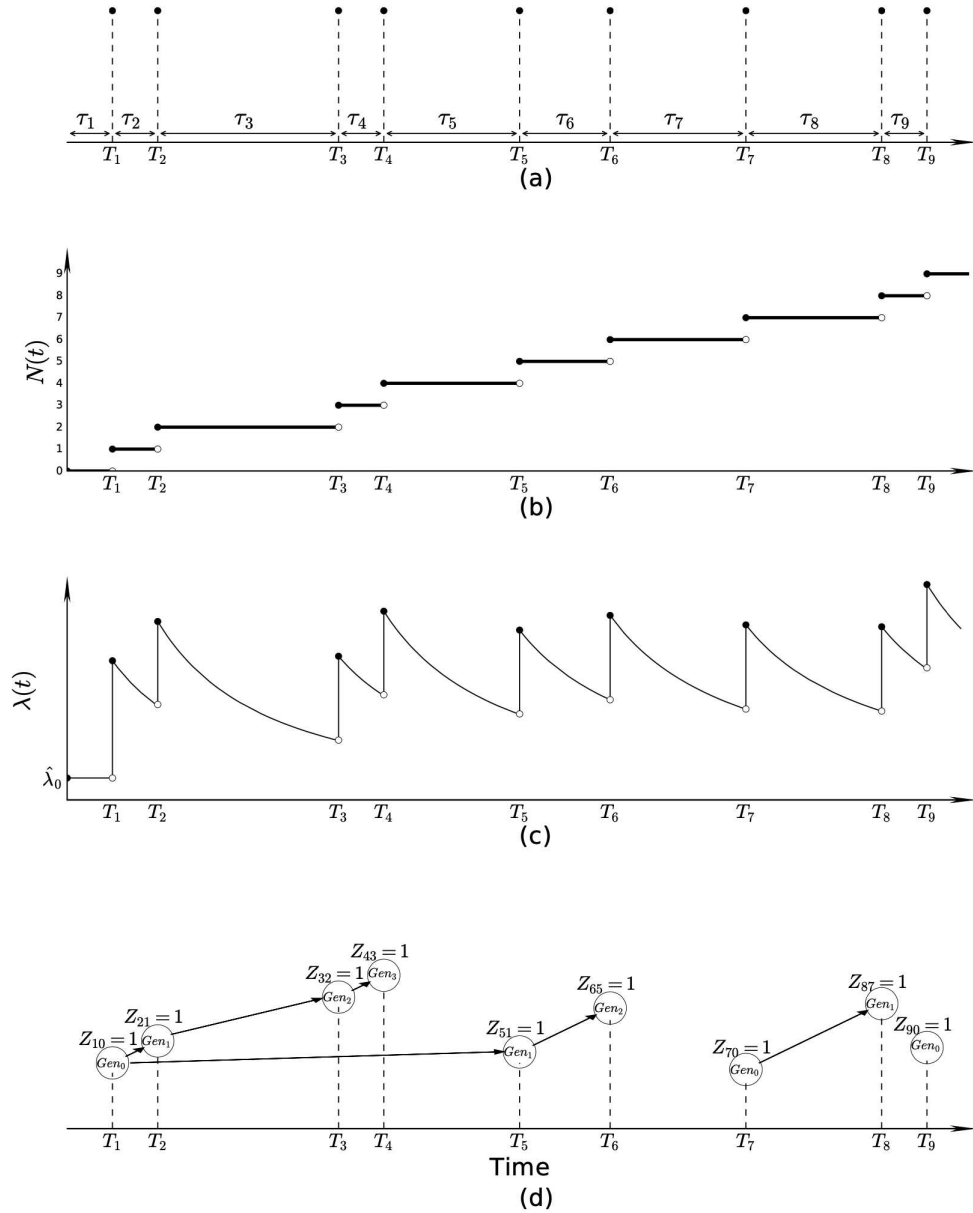 τ₁ τ₂ τ₃ τ₄ τ₅ τ₆ τ₇ τ₈ τ₉
T₁ T₂ T₃ T₄ T₅ T₆ T₇ T₈ T₉
(a)
N(t)
9
8
7
6
5
4
3
2
1
0
T₁ T₂ T₃ T₄ T₅ T₆ T₇ T₈ T₉
(b)
λ(t)
λ̂₀
T₁ T₂ T₃ T₄ T₅ T₆ T₇ T₈ T₉
(c)
Z₁₀ = 1 Z₂₁ = 1 Z₃₂ = 1 Z₄₃ = 1 Z₅₁ = 1 Z₆₅ = 1 Z₇₀ = 1 Z₈₇ = 1 Z₉₀ = 1
Gen₀ Gen₁ Gen₂ Gen₃ Gen₁ Gen₂ Gen₀ Gen₁ Gen₀
T₁ T₂ T₃ T₄ T₅ T₆ T₇ T₈ T₉
Time
(d)